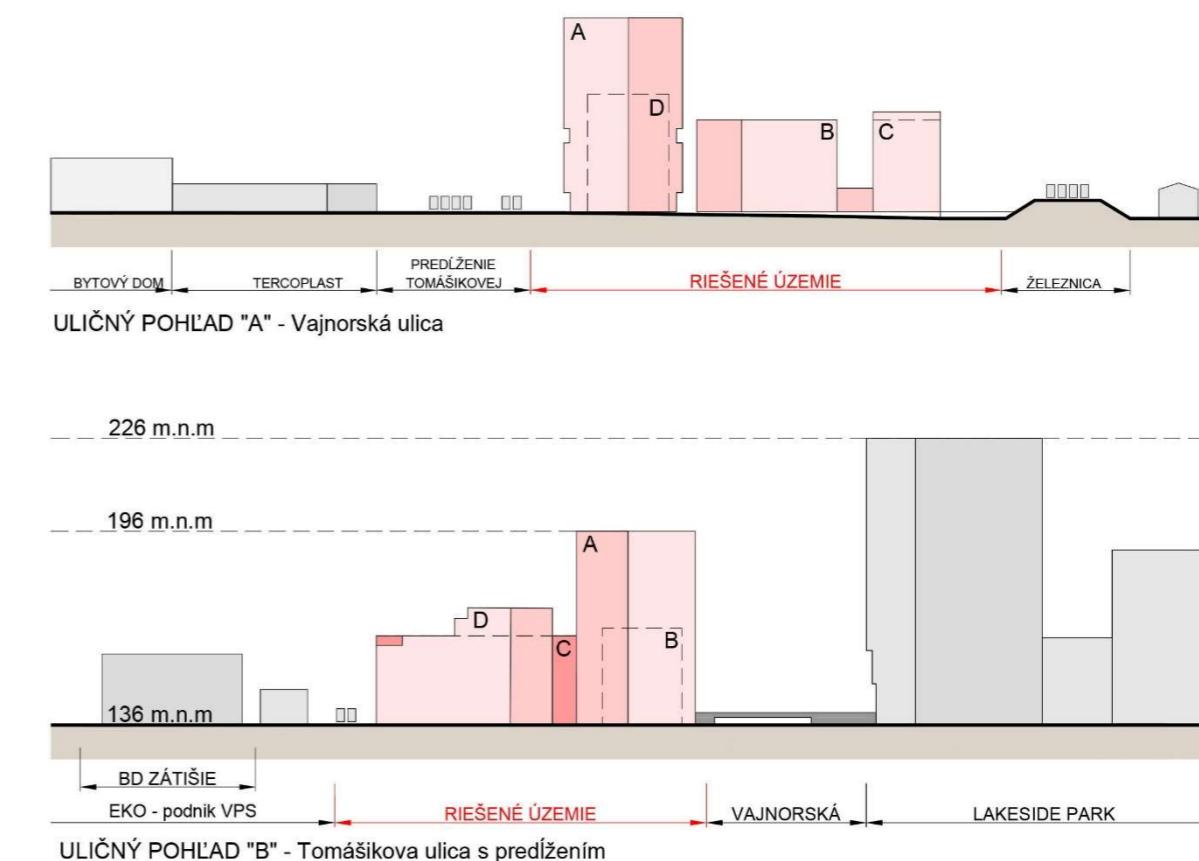 A
D
B
C
BYTOVÝ DOM
TERCOPLAST
PREDĹŽENIE
TOMÁŠIKOVEJ
RIEŠENÉ ÚZEMIE
ŽELEZNICA
ULIČNÝ POHĽAD "A" - Vajnorská ulica
226 m.n.m
196 m.n.m
A
D
C
B
136 m.n.m
BD ZÁTIŠIE
EKO - podnik VPS
RIEŠENÉ ÚZEMIE
VAJNORSKÁ
LAKESIDE PARK
ULIČNÝ POHĽAD "B" - Tomášikova ulica s predĺžením